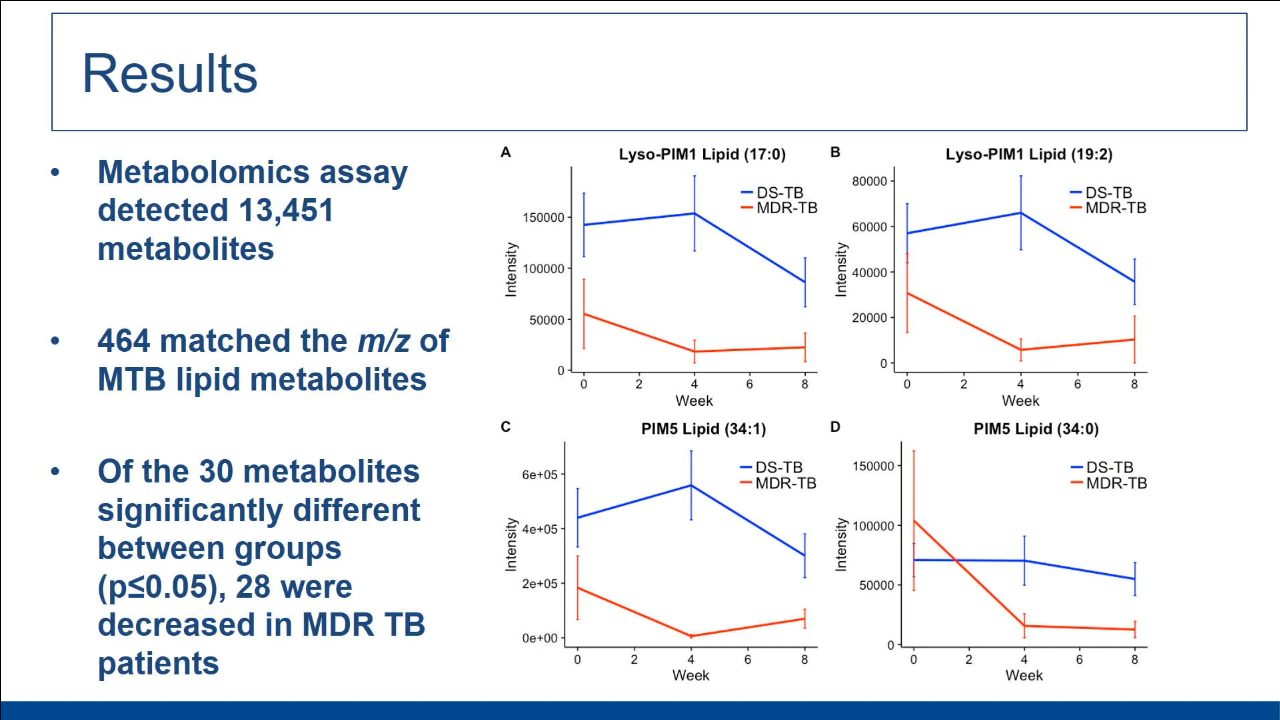 Results
• Metabolomics assay
detected 13,451
metabolites
• 464 matched the m/z of
MTB lipid metabolites
• Of the 30 metabolites
significantly different
between groups
(p≤0.05), 28 were
decreased in MDR TB
patients
A
Lyso-PIM1 Lipid (17:0)
DS-TB
MDR-TB
Intensity
150000
100000
50000
0
0 2 4 6 8
Week
B
Lyso-PIM1 Lipid (19:2)
DS-TB
MDR-TB
Intensity
80000
60000
40000
20000
0
0 2 4 6 8
Week
C
PIM5 Lipid (34:1)
DS-TB
MDR-TB
Intensity
6e+05
4e+05
2e+05
0e+00
0 2 4 6 8
Week
D
PIM5 Lipid (34:0)
DS-TB
MDR-TB
Intensity
150000
100000
50000
0
0 2 4 6 8
Week